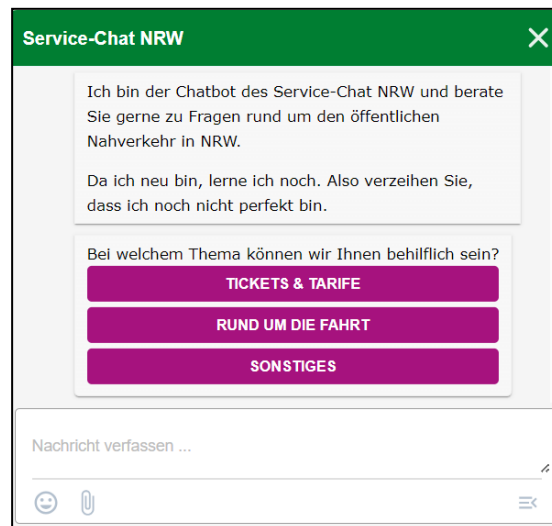 Service-Chat NRW
Ich bin der Chatbot des Service-Chat NRW und berate
Sie gerne zu Fragen rund um den öffentlichen
Nahverkehr in NRW.
Da ich neu bin, lerne ich noch. Also verzeihen Sie,
dass ich noch nicht perfekt bin.
Bei welchem Thema können wir Ihnen behilflich sein?
TICKETS & TARIFE
RUND UM DIE FAHRT
SONSTIGES
Nachricht verfassen ...